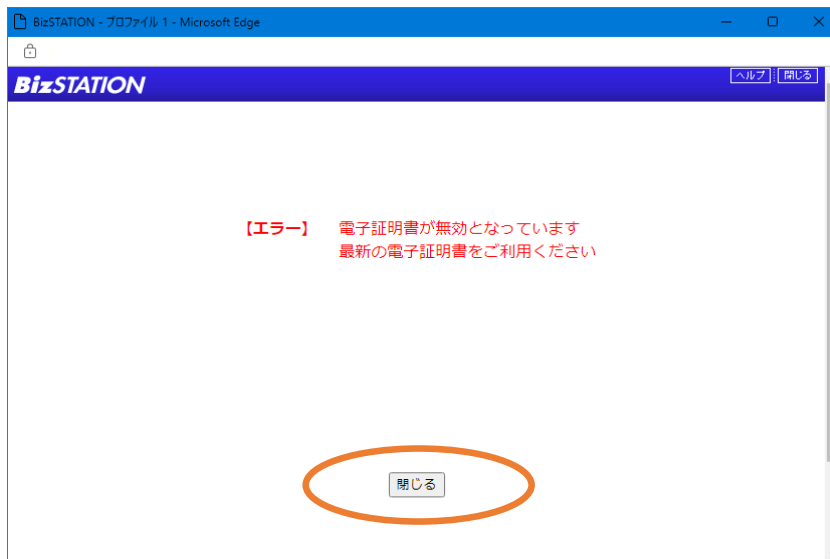 BizSTATION - プロファイル 1 - Microsoft Edge
BizSTATION
ヘルプ
閉じる
【エラー】 電子証明書が無効となっています
最新の電子証明書をご利用ください
閉じる